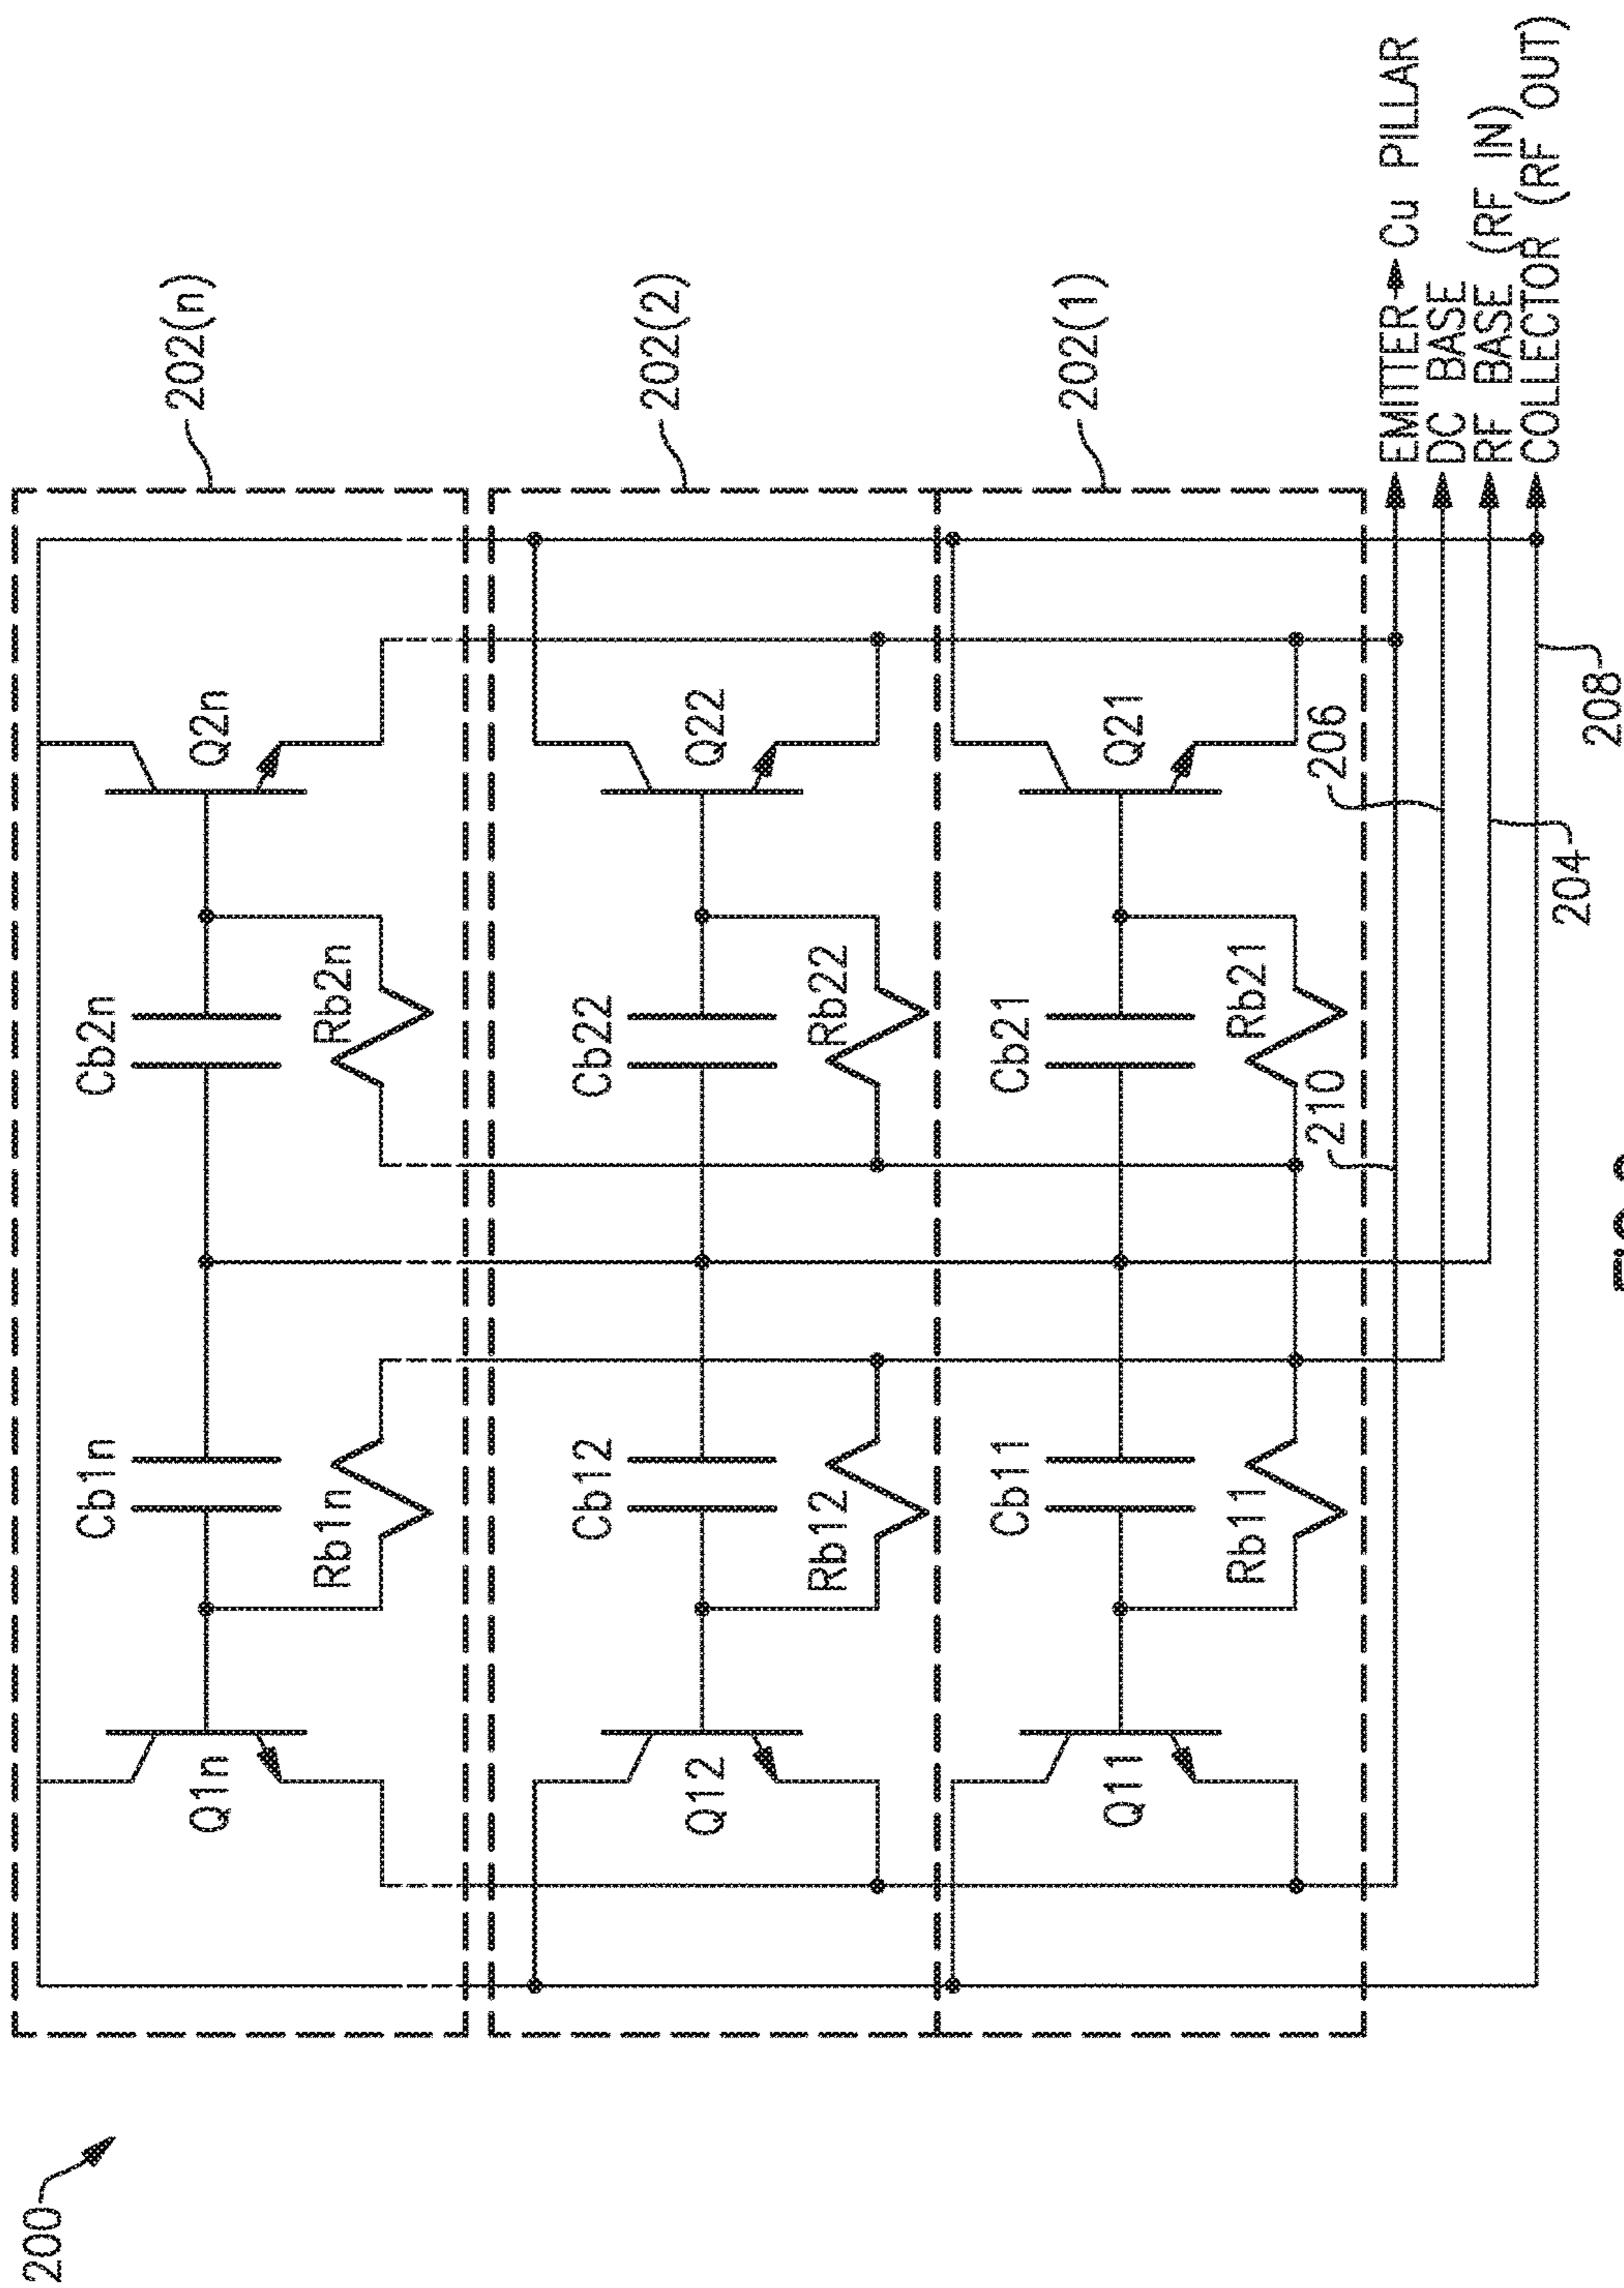 200
202(n)
202(2)
202(1)
Cb1n
Cb2n
Q1n
Rb1n
Rb2n
Q2n
Cb12
Cb22
Q12
Rb12
Rb22
Q22
Cb11
Cb21
Q11
Rb11
Rb21
Q21
210
206
204
208
EMITTER Cu PILLAR
DC BASE
RF BASE (RF IN)
COLLECTOR (RF OUT)